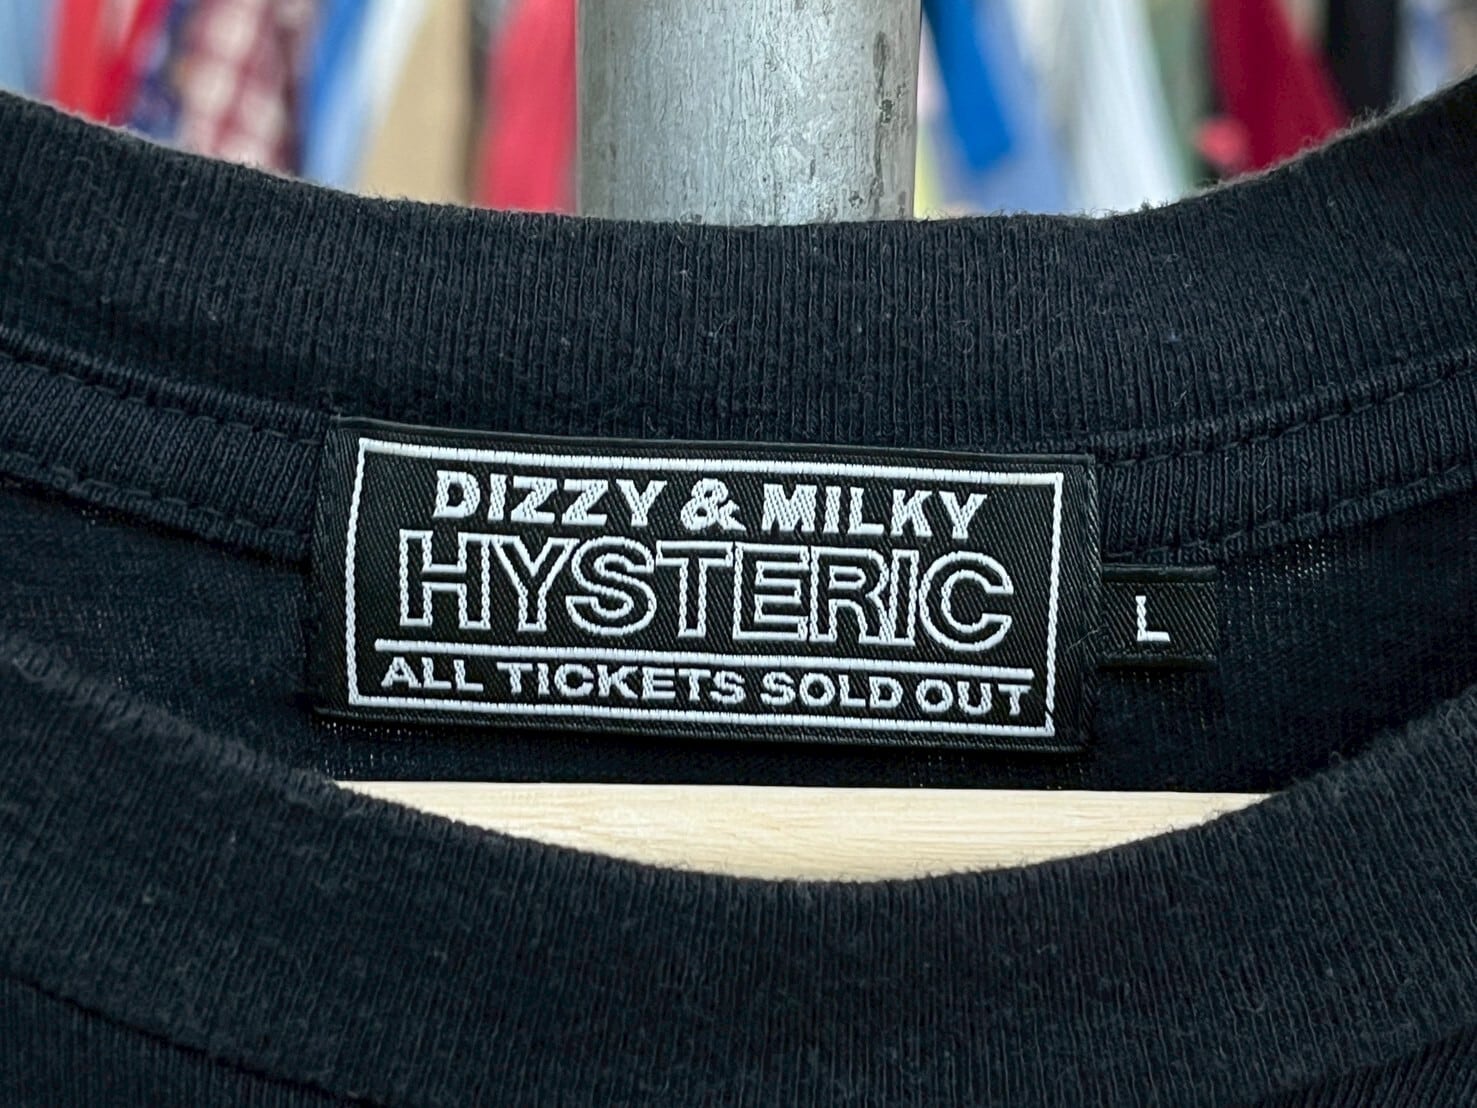 DIZZY & MILKY
HYSTERIC
ALL TICKETS SOLD OUT
L